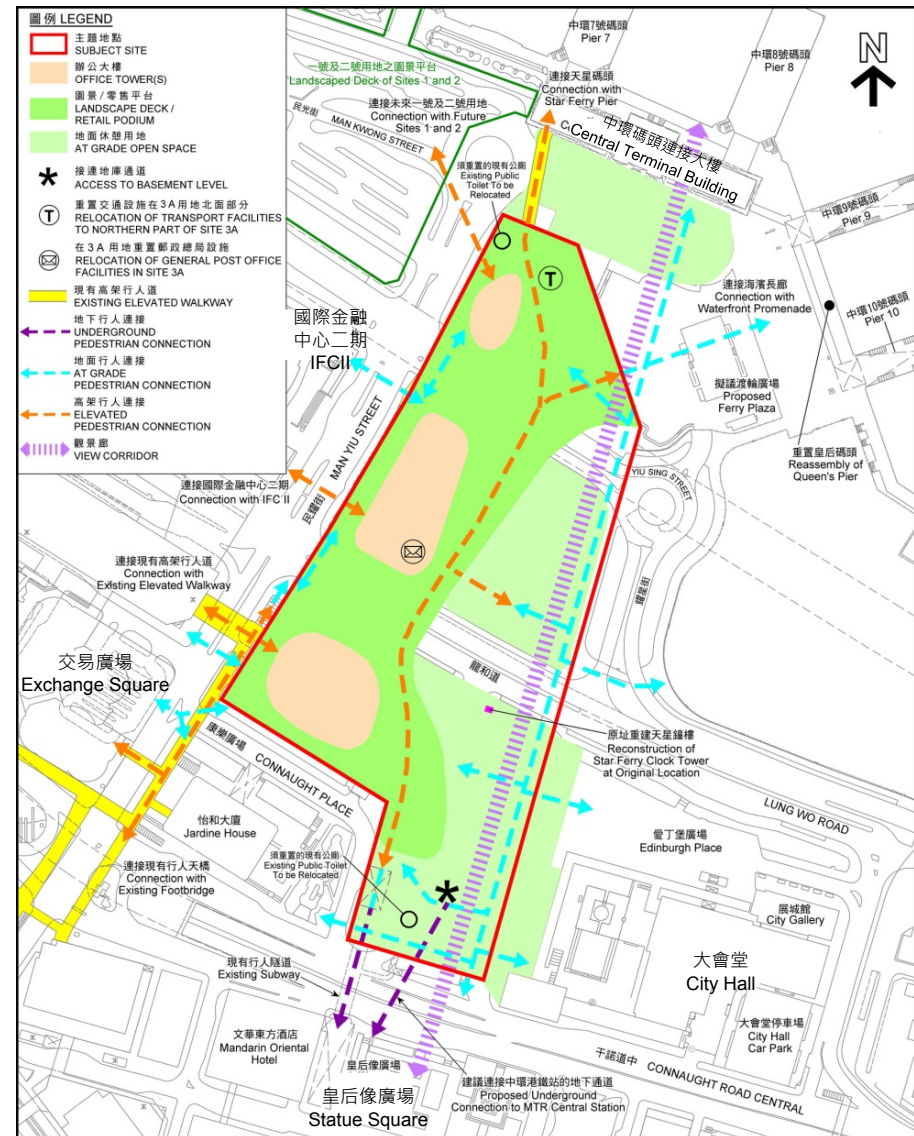 圖例 LEGEND
主題地點
SUBJECT SITE
辦公大樓
OFFICE TOWER(S)
園景/零售平台
LANDSCAPE DECK /
RETAIL PODIUM
地面休憩用地
AT GRADE OPEN SPACE
接連地庫通道
ACCESS TO BASEMENT LEVEL
T
重置交通設施在3A用地北面部分
RELOCATION OF TRANSPORT FACILITIES
TO NORTHERN PART OF SITE 3A
在3A 用地重置郵政總局設施
RELOCATION OF GENERAL POST OFFICE
FACILITIES IN SITE 3A
現有高架行人道
EXISTING ELEVATED WALKWAY
地下行人連接
UNDERGROUND
PEDESTRIAN CONNECTION
地面行人連接
AT GRADE
PEDESTRIAN CONNECTION
高架行人連接
ELEVATED
PEDESTRIAN CONNECTION
觀景廊
VIEW CORRIDOR
中環7號碼頭
Pier 7
中環8號碼頭
Pier 8
N
一號及二號用地之園景平台
Landscaped Deck of Sites 1 and 2
連接天星碼頭
Connection with
Star Ferry Pier
民光街
MAN KWONG STREET
連接未來一號及二號用地
Connection with Future
Sites 1 and 2
中環碼頭連接大樓
Central Terminal Building
須重置的現有公廁
Existing Public
Toilet To be
Relocated
T
中環9號碼頭
Pier 9
連接海濱長廊
Connection with
Waterfront Promenade
中環10號碼頭
Pier 10
國際金融
中心二期
IFCII
擬議渡輪廣場
Proposed
Ferry Plaza
重置皇后碼頭
Reassembly of
Queen's Pier
MAN YIU STREET
民耀街
YIU SING STREET
耀星街
連接國際金融中心二期
Connection with IFC II
連接現有高架行人道
Connection with
Existing Elevated Walkway
交易廣場
Exchange Square
龍和道
LUNG WO ROAD
原址重建天星鐘樓
Reconstruction of
Star Ferry Clock Tower
at Original Location
康樂廣場
CONNAUGHT PLACE
怡和大廈
Jardine House
愛丁堡廣場
Edinburgh Place
連接現有行人天橋
Connection with
Existing Footbridge
須重置的現有公廁
Existing Public Toilet
To be Relocated
展城館
City Gallery
大會堂
City Hall
現有行人隧道
Existing Subway
大會堂停車場
City Hall
Car Park
文華東方酒店
Mandarin Oriental
Hotel
皇后像廣場
皇后像廣場
Statue Square
建議連接中環港鐵站的地下通道
Proposed Underground
Connection to MTR Central Station
干諾道中 CONNAUGHT ROAD CENTRAL